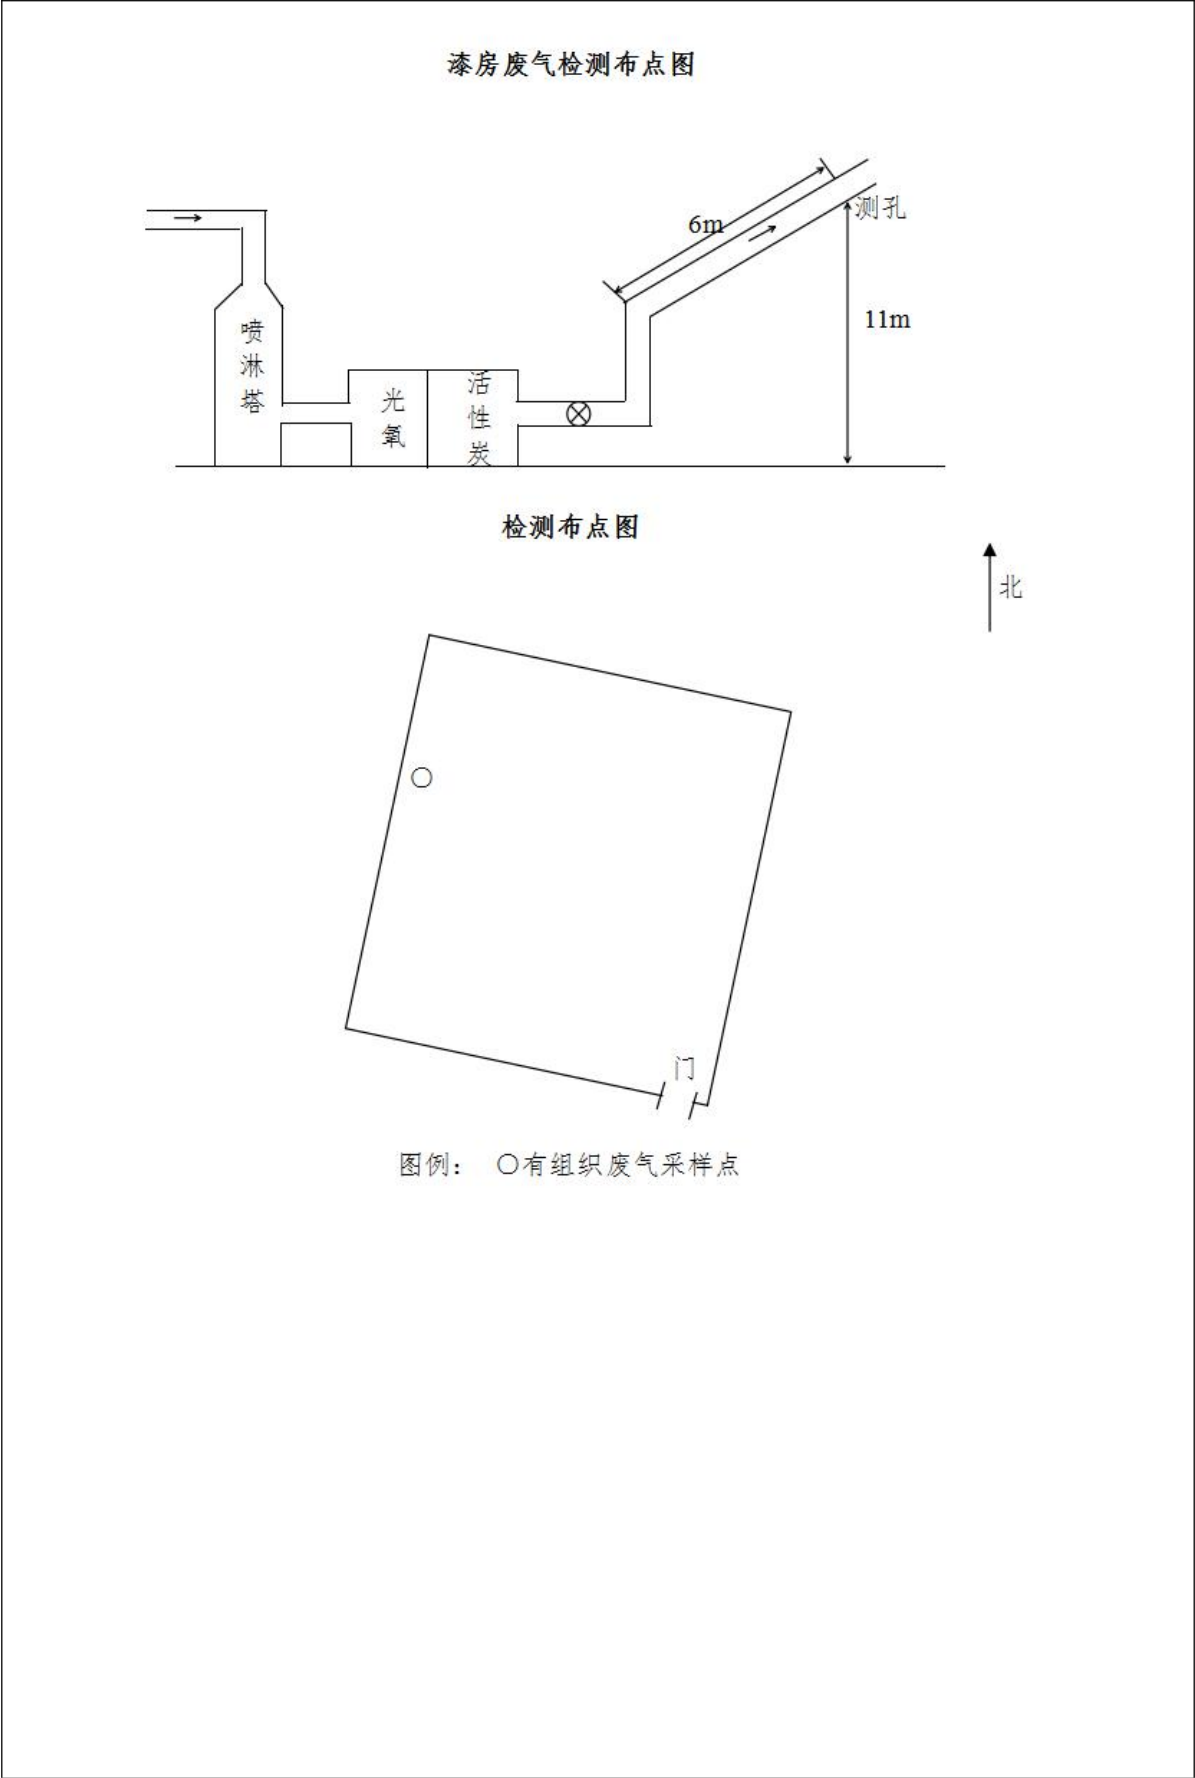 漆房废气检测布点图
测孔
6m
11m
喷淋塔
光氧
活性炭
检测布点图
北
门
图例： ○有组织废气采样点